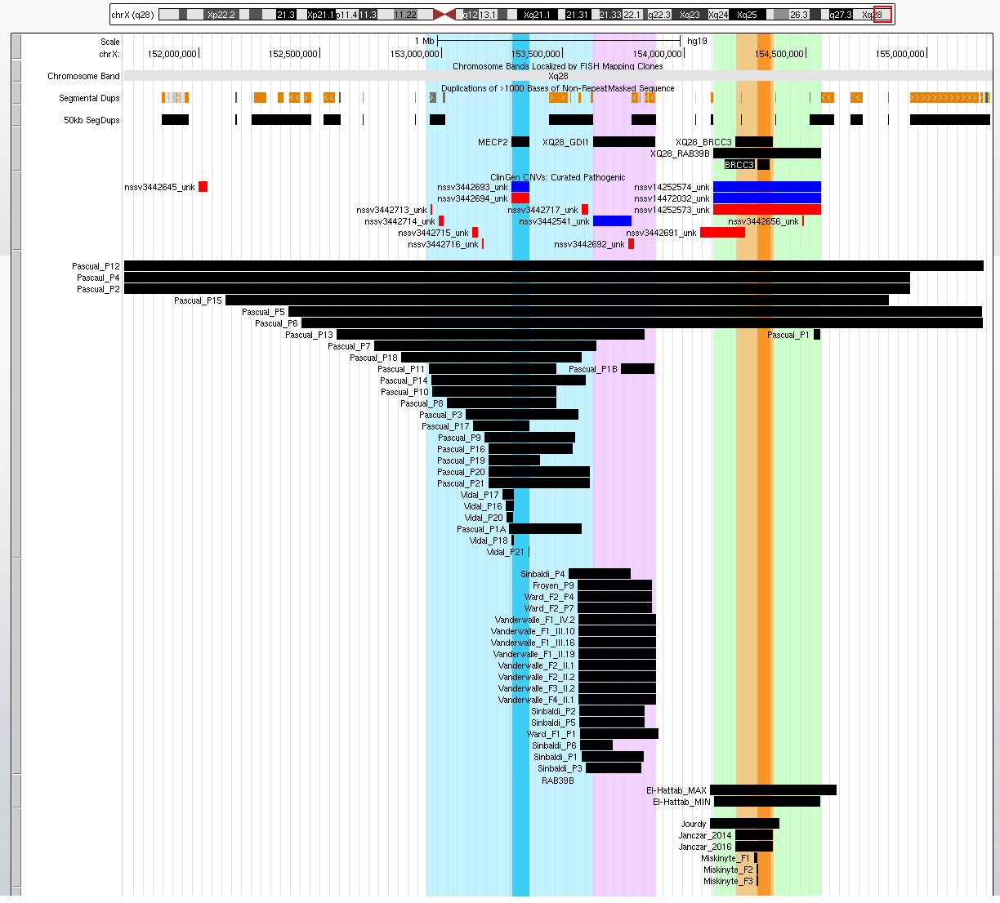 chrX (q28) Xp22.2 21.3 Xp21.1 p11.4 11.3 11.22 q12 13.1 Xq21.1 21.31 21.33 22.1 q22.3 Xq23 Xq24 Xq25 26.3 q27.3 Xq28
Scale 1 Mb hg19
chrX: 152,000,000 152,500,000 153,000,000 153,500,000 154,000,000 154,500,000 155,000,000
Chromosome Bands Localized by FISH Mapping Clones
Chromosome Band Xq28
Duplications of >1000 Bases of Non-RepeatMasked Sequence
Segmental Dups
50kb SegDups
MECP2 XQ28_GDI1 XQ28_BRCC3
XQ28_RAB39B
BRCC3
ClinGen CNVs: Curated Pathogenic
nssv3442645_unk nssv3442693_unk nssv14252574_unk
nssv3442694_unk nssv14472032_unk
nssv3442713_unk nssv3442717_unk nssv14252573_unk
nssv3442714_unk nssv3442541_unk nssv3442656_unk
nssv3442715_unk nssv3442691_unk
nssv3442716_unk nssv3442692_unk
Pascual_P12
Pascaul_P4
Pascual_P2
Pascual_P15
Pascual_P5
Pascual_P6
Pascual_P13 Pascual_P1
Pascual_P7
Pascual_P18
Pascual_P11 Pascual_P1B
Pascual_P14
Pascual_P10
Pascual_P8
Pascual_P3
Pascual_P17
Pascual_P9
Pascual_P16
Pascual_P19
Pascual_P20
Pascual_P21
Vidal_P17
Vidal_P16
Vidal_P20
Pascual_P1A
Vidal_P18
Vidal_P21
Sinbaldi_P4
Froyen_P9
Ward_F2_P4
Ward_F2_P7
Vanderwalle_F1_IV.2
Vanderwalle_F1_III.10
Vanderwalle_F1_III.16
Vanderwalle_F1_II.19
Vanderwalle_F2_II.1
Vanderwalle_F2_II.2
Vanderwalle_F3_II.2
Vanderwalle_F4_II.1
Sinbaldi_P2
Sinbaldi_P5
Ward_F1_P1
Sinbaldi_P6
Sinbaldi_P1
Sinbaldi_P3
RAB39B
El-Hattab_MAX
El-Hattab_MIN
Jourdy
Janczar_2014
Janczar_2016
Miskinyte_F1
Miskinyte_F2
Miskinyte_F3